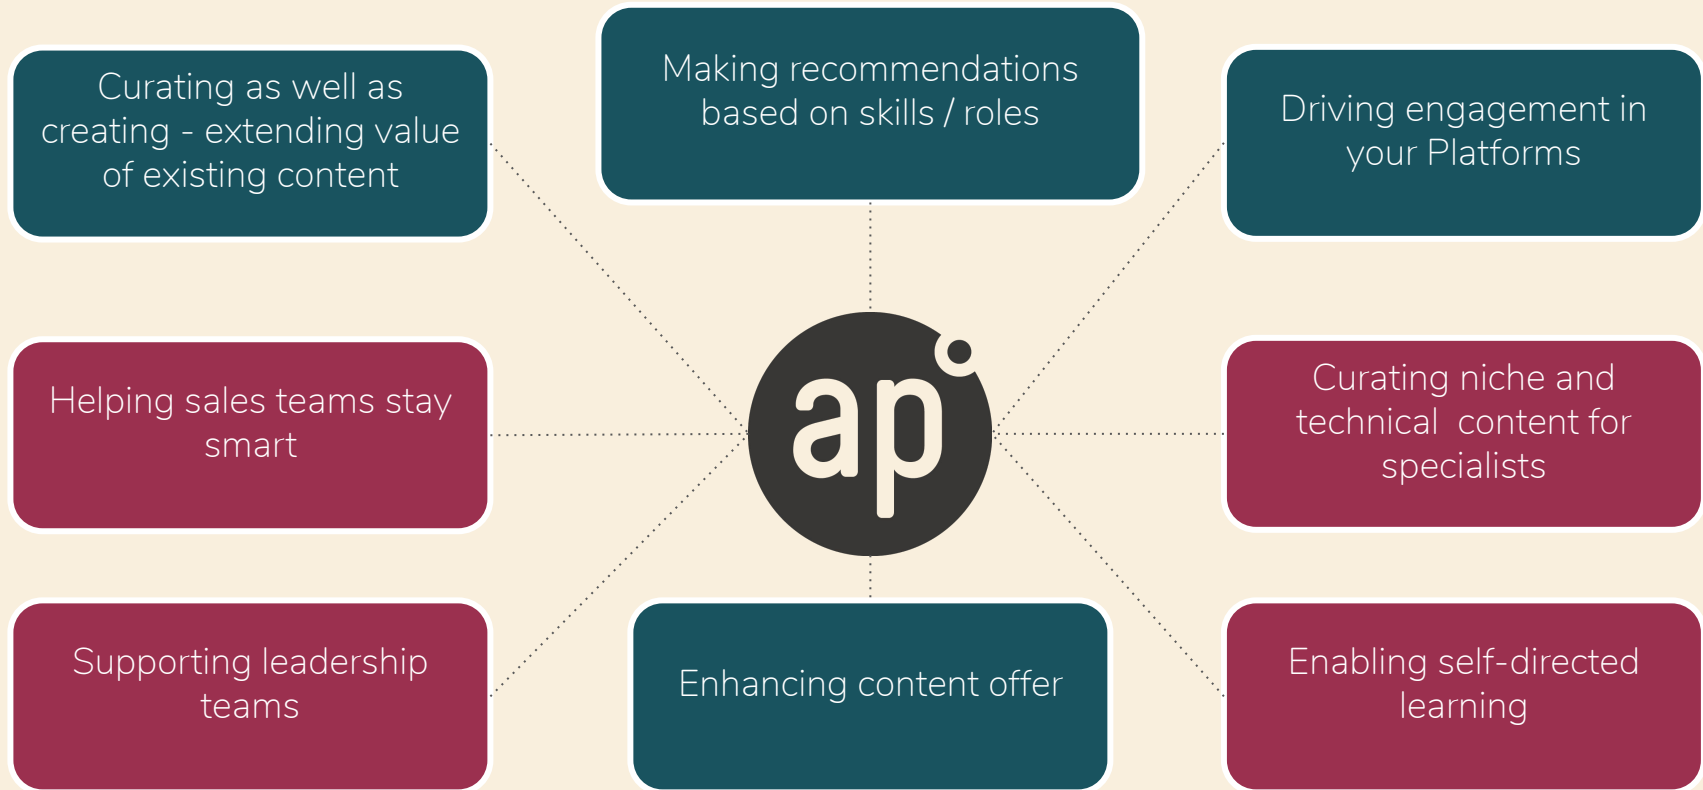 Curating as well as
creating - extending value
of existing content
Making recommendations
based on skills / roles
Driving engagement in
your Platforms
Helping sales teams stay
smart
ap
Curating niche and
technical  content for
specialists
Supporting leadership
teams
Enhancing content offer
Enabling self-directed
learning